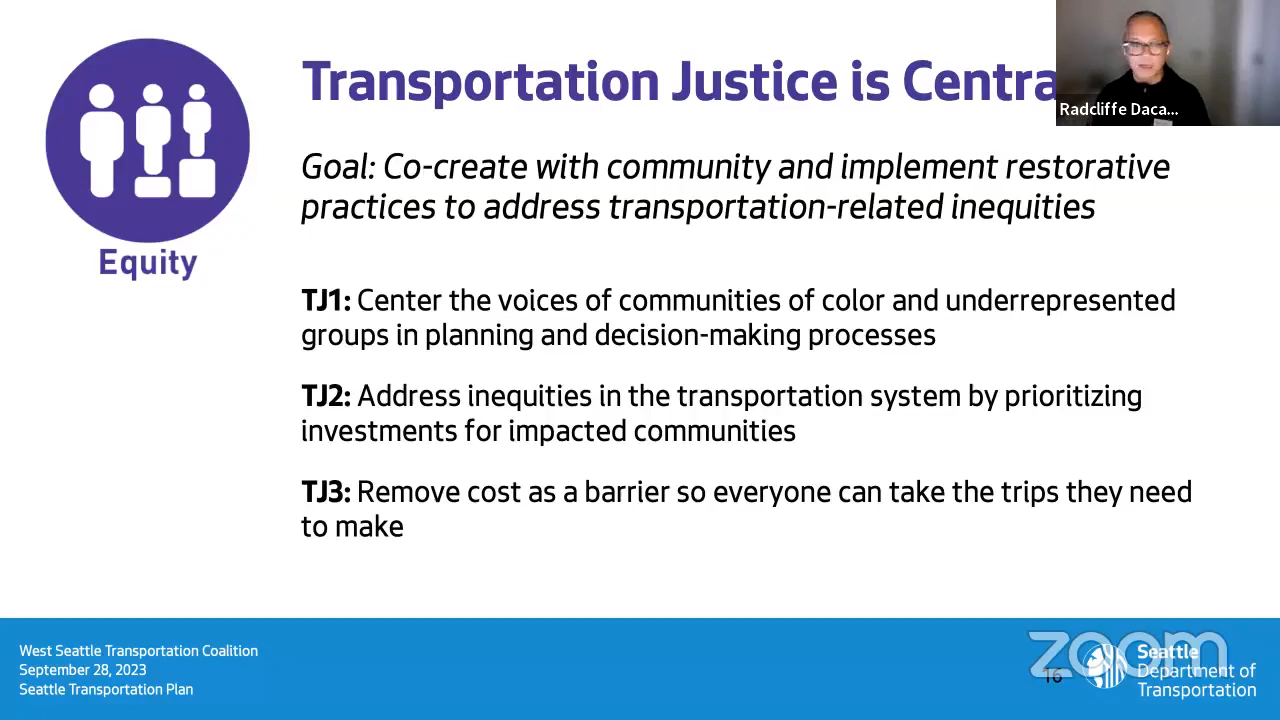 Transportation Justice is Centra
Radcliffe Daca...
Equity
Goal: Co-create with community and implement restorative
practices to address transportation-related inequities
TJ1: Center the voices of communities of color and underrepresented
groups in planning and decision-making processes
TJ2: Address inequities in the transportation system by prioritizing
investments for impacted communities
TJ3: Remove cost as a barrier so everyone can take the trips they need
to make
West Seattle Transportation Coalition
September 28, 2023
Seattle Transportation Plan
zoom
16
Seattle
Department of
Transportation